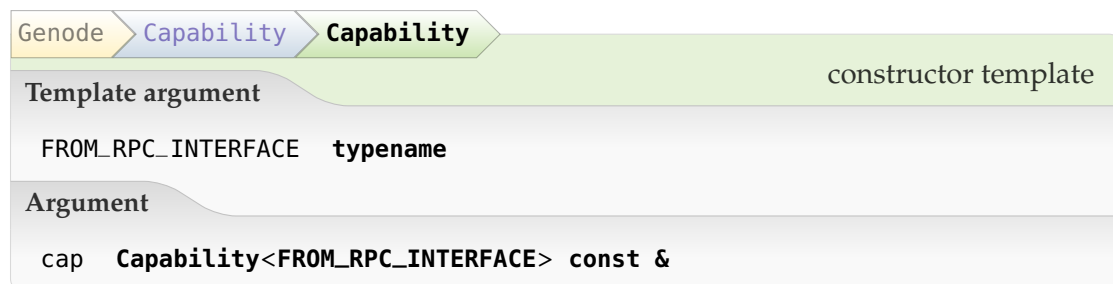 Genode Capability Capability
constructor template
Template argument
FROM_RPC_INTERFACE typename
Argument
cap Capability<FROM_RPC_INTERFACE> const &